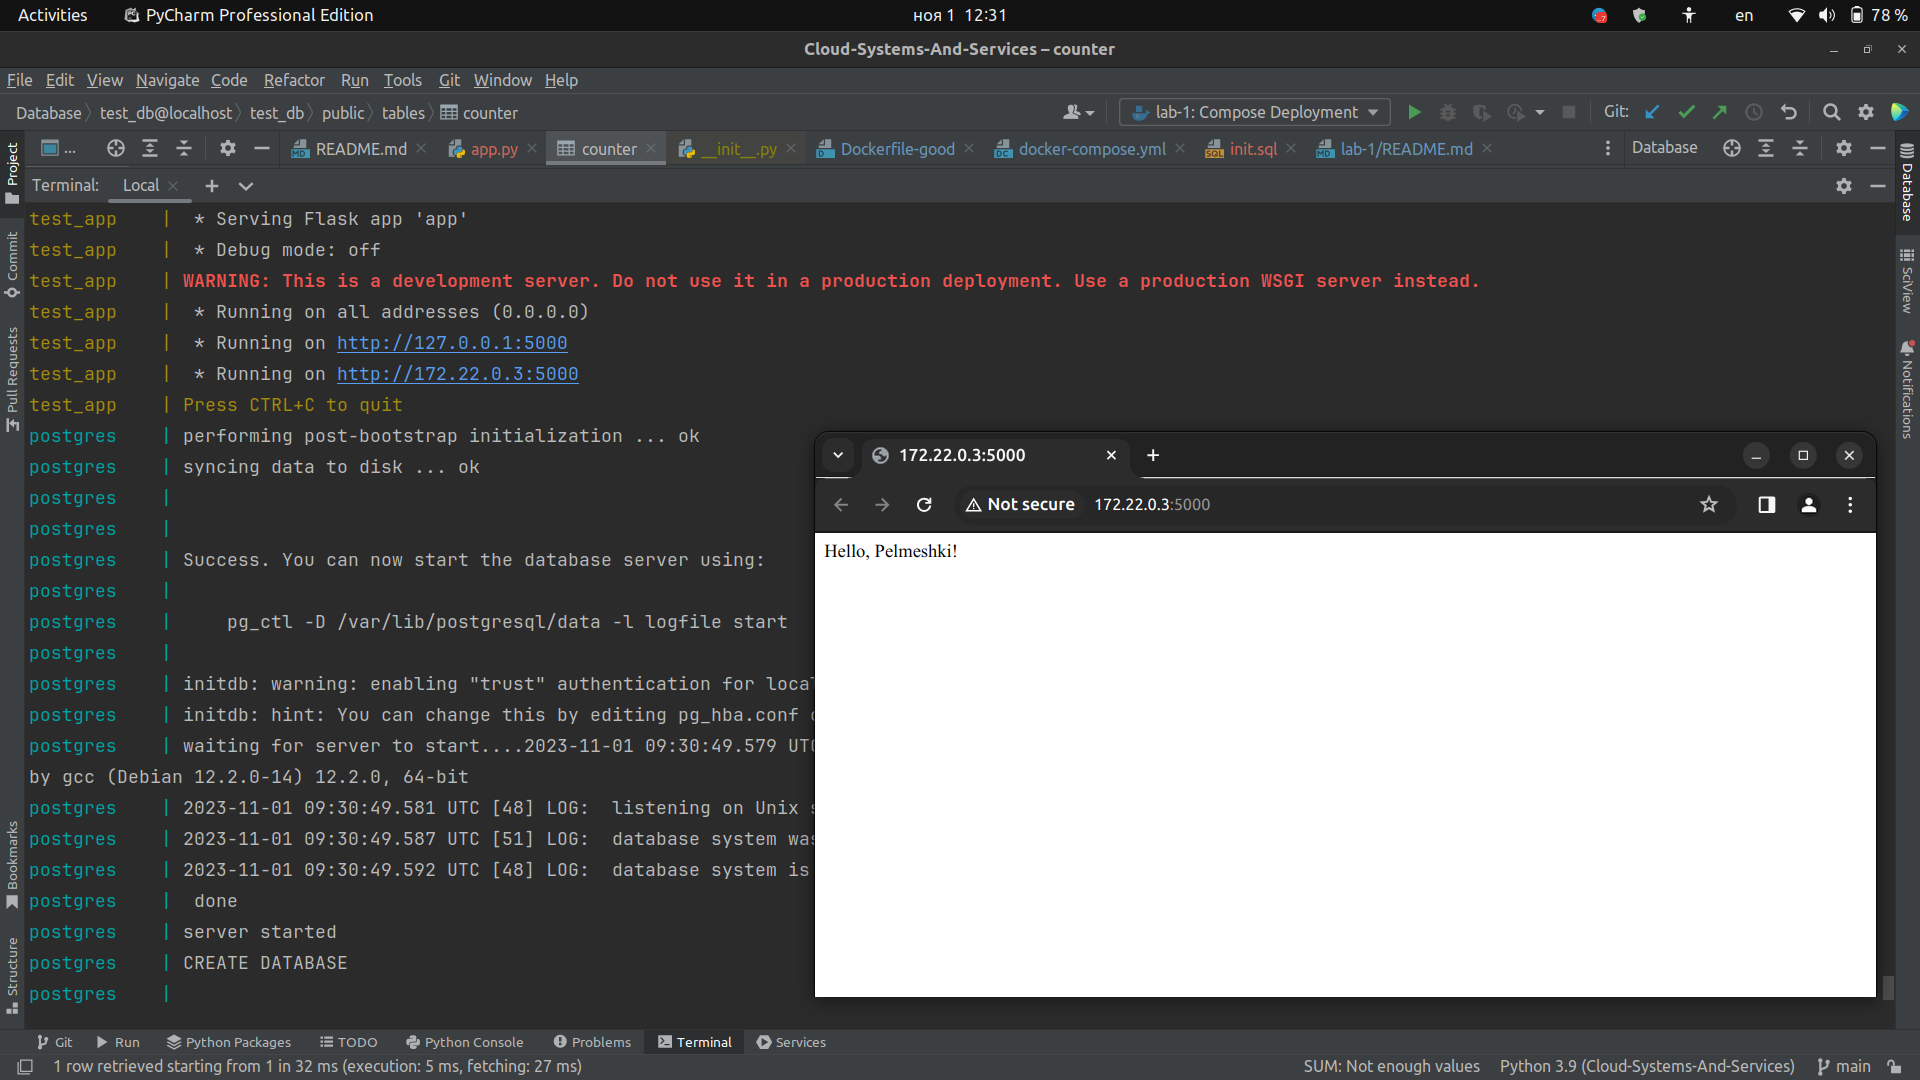 Activities PyCharm Professional Edition ноя 1 12:31 en 78 %
Cloud-Systems-And-Services – counter
File Edit View Navigate Code Refactor Run Tools Git Window Help
Database test_db@localhost test_db public tables counter lab-1: Compose Deployment Git:
... README.md app.py counter __init__.py Dockerfile-good docker-compose.yml init.sql lab-1/README.md Database
Terminal: Local
test_app | * Serving Flask app 'app'
test_app | * Debug mode: off
test_app | WARNING: This is a development server. Do not use it in a production deployment. Use a production WSGI server instead.
test_app | * Running on all addresses (0.0.0.0)
test_app | * Running on http://127.0.0.1:5000
test_app | * Running on http://172.22.0.3:5000
test_app | Press CTRL+C to quit
postgres | performing post-bootstrap initialization ... ok
postgres | syncing data to disk ... ok
postgres |
postgres |
postgres | Success. You can now start the database server using:
postgres |
postgres | pg_ctl -D /var/lib/postgresql/data -l logfile start
postgres |
postgres | initdb: warning: enabling "trust" authentication for local
postgres | initdb: hint: You can change this by editing pg_hba.conf
postgres | waiting for server to start....2023-11-01 09:30:49.579 UTC
by gcc (Debian 12.2.0-14) 12.2.0, 64-bit
postgres | 2023-11-01 09:30:49.581 UTC [48] LOG: listening on Unix
postgres | 2023-11-01 09:30:49.587 UTC [51] LOG: database system was
postgres | 2023-11-01 09:30:49.592 UTC [48] LOG: database system is
postgres | done
postgres | server started
postgres | CREATE DATABASE
postgres |
172.22.0.3:5000
Not secure 172.22.0.3:5000
Hello, Pelmeshki!
Project
Commit
Pull Requests
Bookmarks
Structure
Database
SciView
Notifications
Git Run Python Packages TODO Python Console Problems Terminal Services
1 row retrieved starting from 1 in 32 ms (execution: 5 ms, fetching: 27 ms) SUM: Not enough values Python 3.9 (Cloud-Systems-And-Services) main